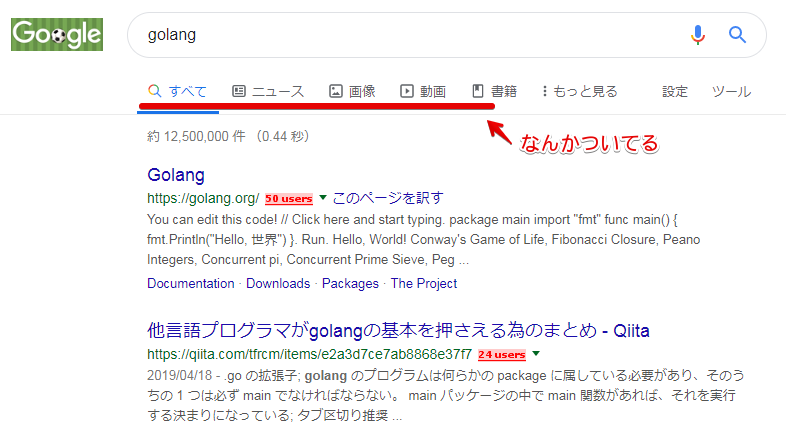 Google golang
すべて ニュース 画像 動画 書籍 もっと見る 設定 ツール
約 12,500,000 件 （0.44 秒）
なんかついてる
Golang
https://golang.org/ 50 users このページを訳す
You can edit this code! // Click here and start typing. package main import "fmt" func main() {
fmt.Println("Hello, 世界") }. Run. Hello, World! Conway's Game of Life, Fibonacci Closure, Peano
Integers, Concurrent pi, Concurrent Prime Sieve, Peg ...
Documentation · Downloads · Packages · The Project
他言語プログラマがgolangの基本を押さえる為のまとめ - Qiita
https://qiita.com/tfrcm/items/e2a3d7ce7ab8868e37f7 24 users
2019/04/18 - .go の拡張子; golang のプログラムは何らかの package に属している必要があり、そのう
ちの 1 つは必ず main でなければならない。 main パッケージの中で main 関数があれば、それを実行
する決まりになっている; タブ区切り推奨 ...